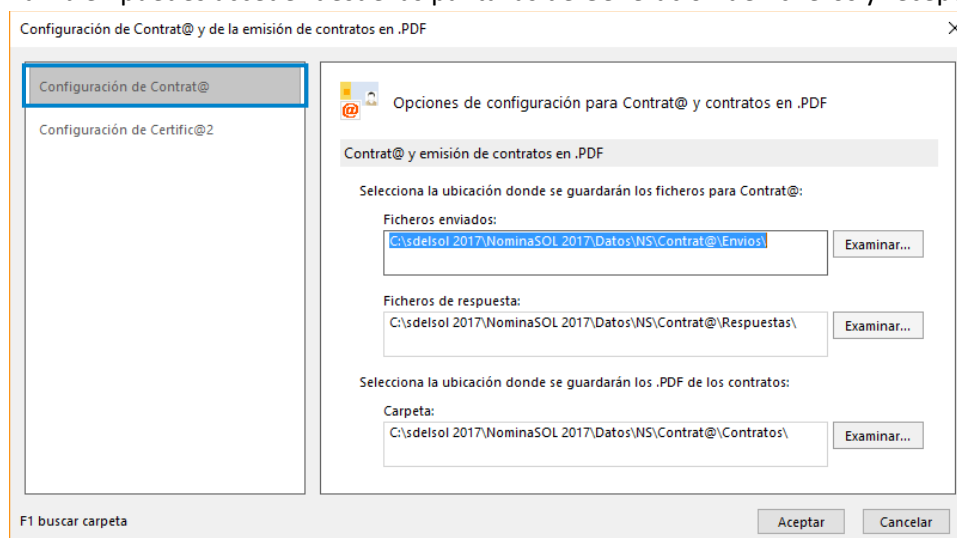 Configuración de Contrat@ y de la emisión de contratos en .PDF
Configuración de Contrat@
Configuración de Certific@2
Opciones de configuración para Contrat@ y contratos en .PDF
Contrat@ y emisión de contratos en .PDF
Selecciona la ubicación donde se guardarán los ficheros para Contrat@:
Ficheros enviados:
C:\sdelsol 2017\NominaSOL 2017\Datos\NS\Contrat@\Envios\
Examinar...
Ficheros de respuesta:
C:\sdelsol 2017\NominaSOL 2017\Datos\NS\Contrat@\Respuestas\
Examinar...
Selecciona la ubicación donde se guardarán los .PDF de los contratos:
Carpeta:
C:\sdelsol 2017\NominaSOL 2017\Datos\NS\Contrat@\Contratos\
Examinar...
F1 buscar carpeta
Aceptar
Cancelar